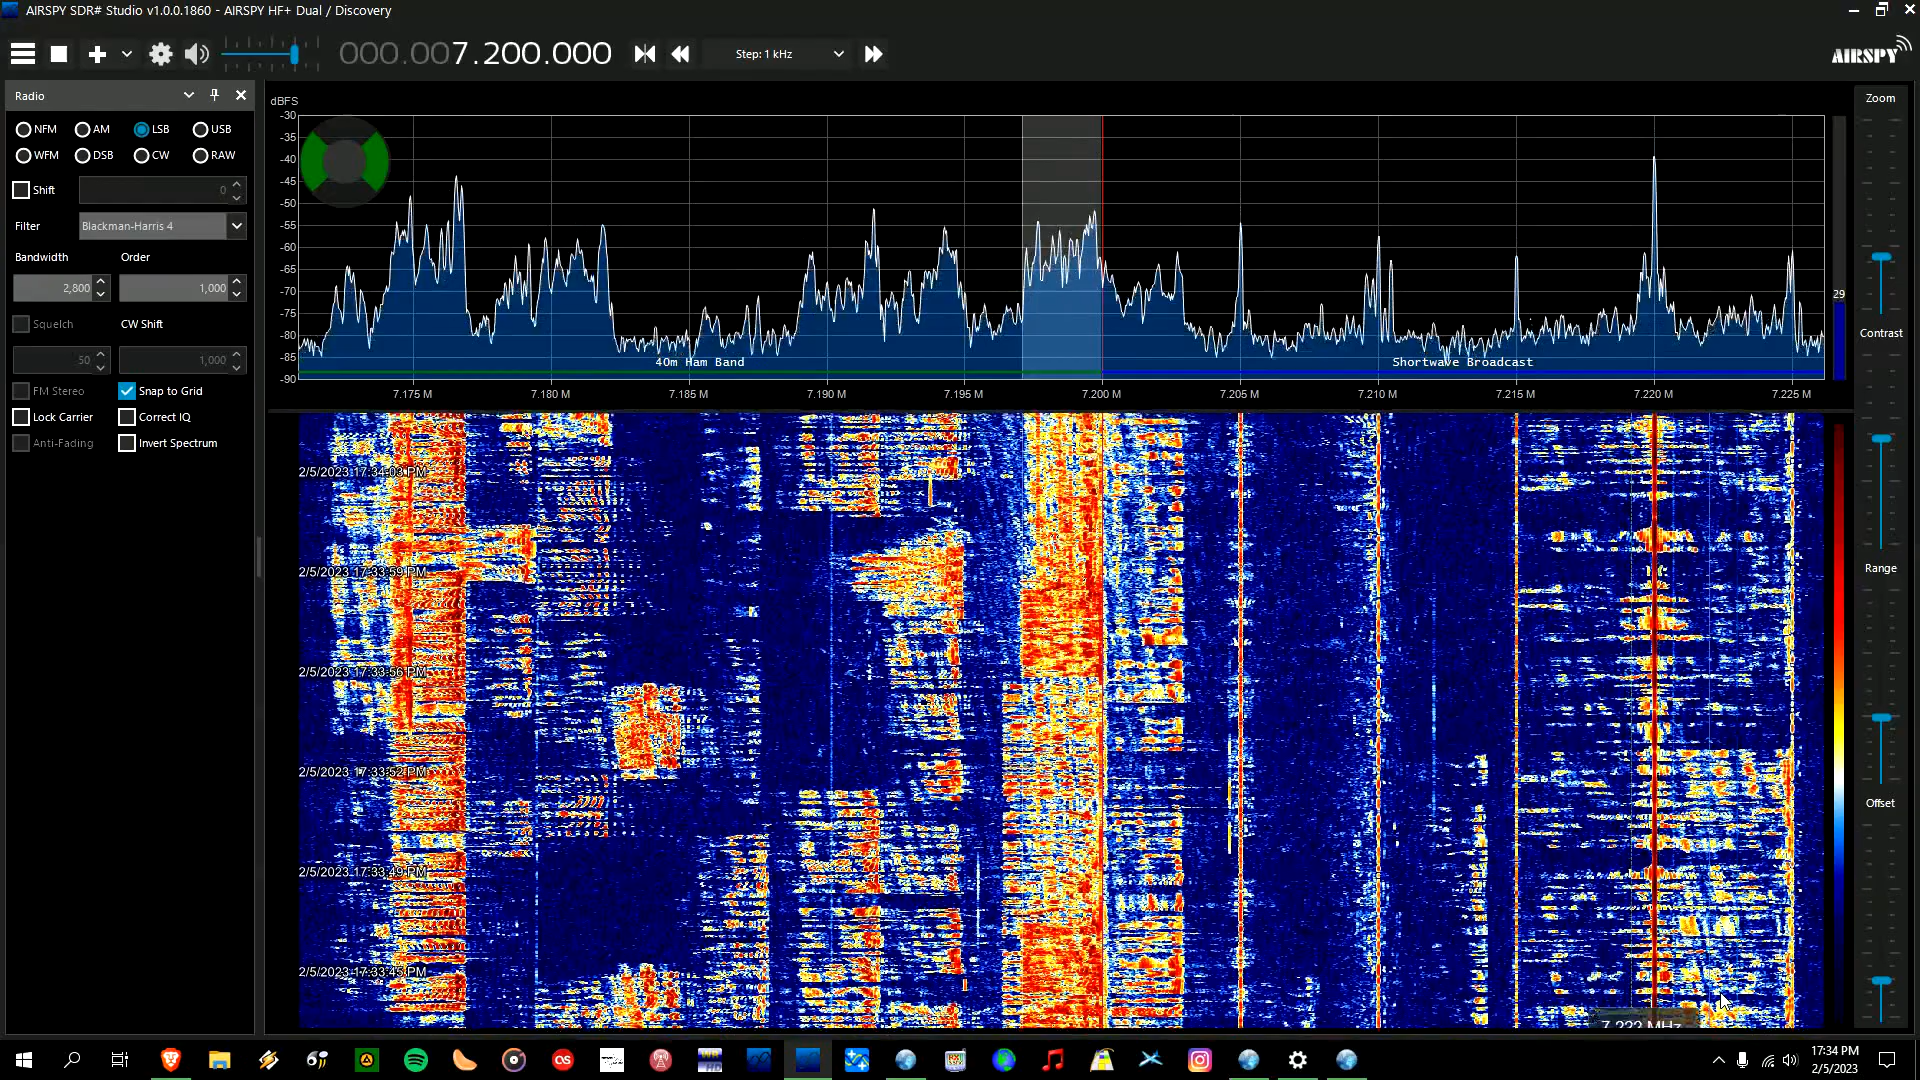 AIRSPY SDR# Studio v1.0.0.1860 - AIRSPY HF+ Dual / Discovery
000.007.200.000
Step: 1 kHz
AIRSPY
Radio
NFM AM LSB USB
WFM DSB CW RAW
Shift 0
Filter Blackman-Harris 4
Bandwidth Order
2,800 1,000
Squelch CW Shift
50 1,000
FM Stereo Snap to Grid
Lock Carrier Correct IQ
Anti-Fading Invert Spectrum
dBFS
-30
-35
-40
-45
-50
-55
-60
-65
-70
-75
-80
-85
-90
40m Ham Band Shortwave Broadcast
7.175 M 7.180 M 7.185 M 7.190 M 7.195 M 7.200 M 7.205 M 7.210 M 7.215 M 7.220 M 7.225 M
29
2/5/2023 17:34:03 PM
2/5/2023 17:33:59 PM
2/5/2023 17:33:56 PM
2/5/2023 17:33:52 PM
2/5/2023 17:33:49 PM
2/5/2023 17:33:45 PM
7.222 MHz
Zoom
Contrast
Range
Offset
17:34 PM
2/5/2023